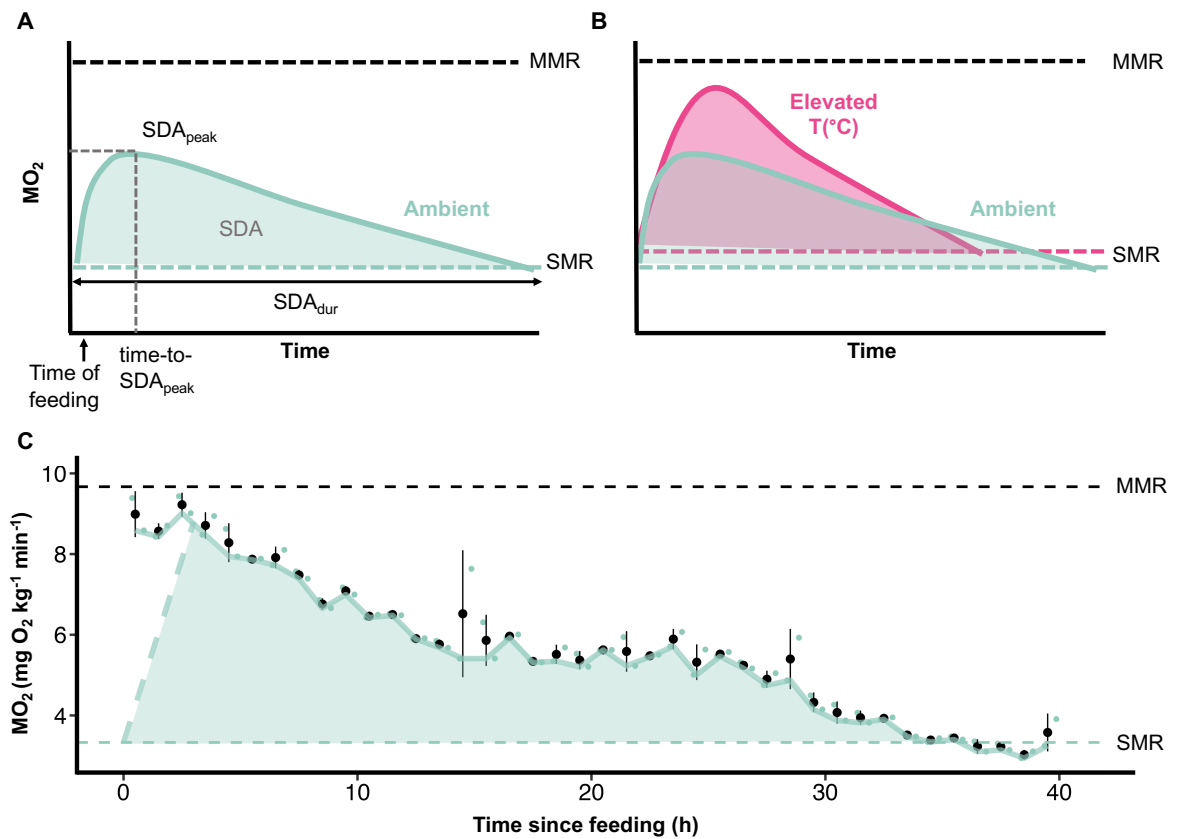 A
MO2
MMR
SDApeak
Ambient
SDA
SMR
SDAdur
Time
Time of
feeding
time-to-
SDApeak
B
MMR
Elevated
T(°C)
Ambient
SMR
Time
C
MO2 (mg O2 kg-1 min-1)
10
8
6
4
MMR
SMR
0
10
20
30
40
Time since feeding (h)